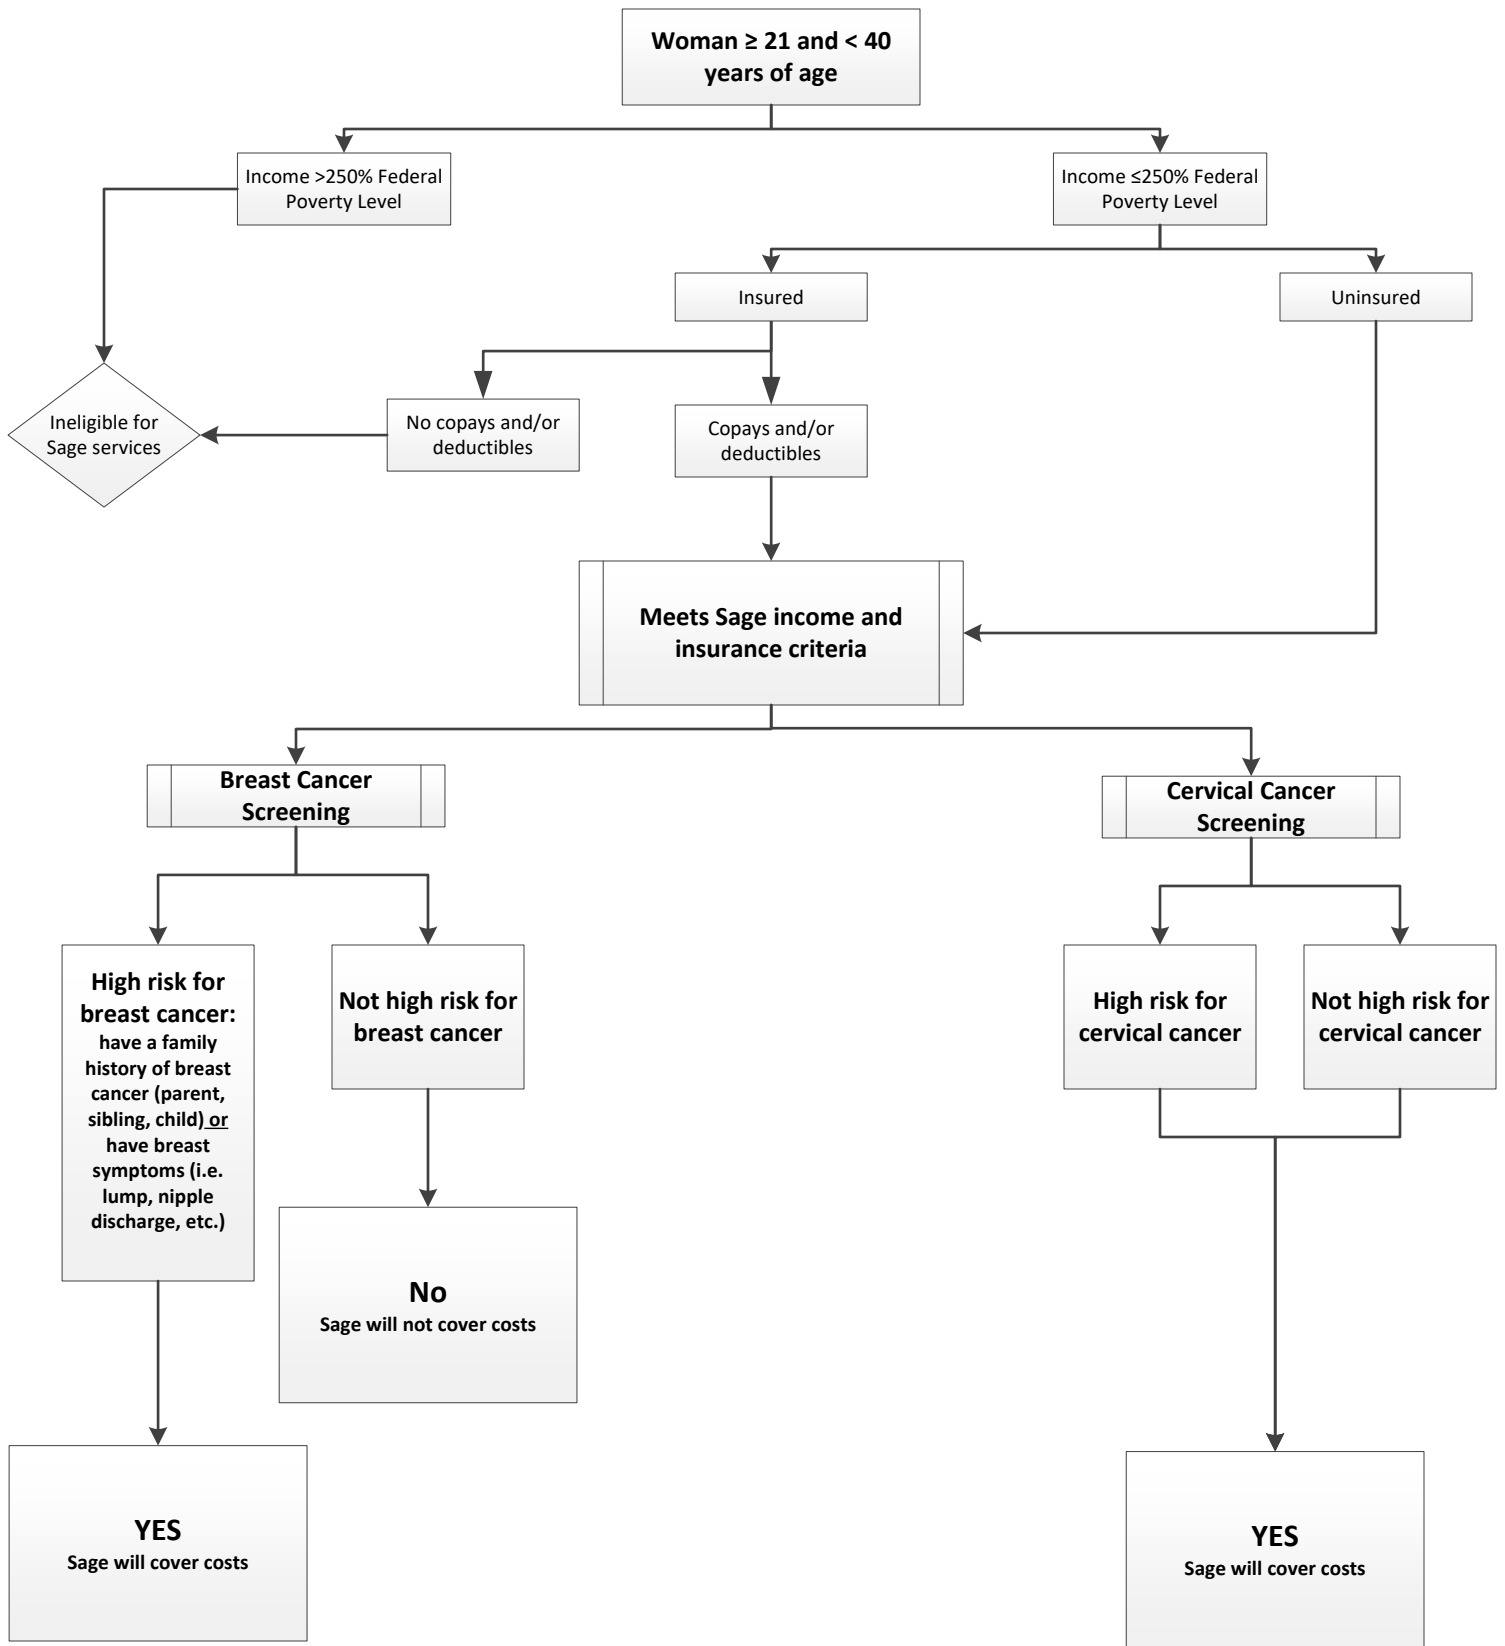 Woman ≥ 21 and < 40
years of age
Income >250% Federal
Poverty Level
Income ≤250% Federal
Poverty Level
Insured
Uninsured
Ineligible for
Sage services
No copays and/or
deductibles
Copays and/or
deductibles
Meets Sage income and
insurance criteria
Breast Cancer
Screening
Cervical Cancer
Screening
High risk for
breast cancer:
have a family
history of breast
cancer (parent,
sibling, child) or
have breast
symptoms (i.e.
lump, nipple
discharge, etc.)
Not high risk for
breast cancer
High risk for
cervical cancer
Not high risk for
cervical cancer
No
Sage will not cover costs
YES
Sage will cover costs
YES
Sage will cover costs